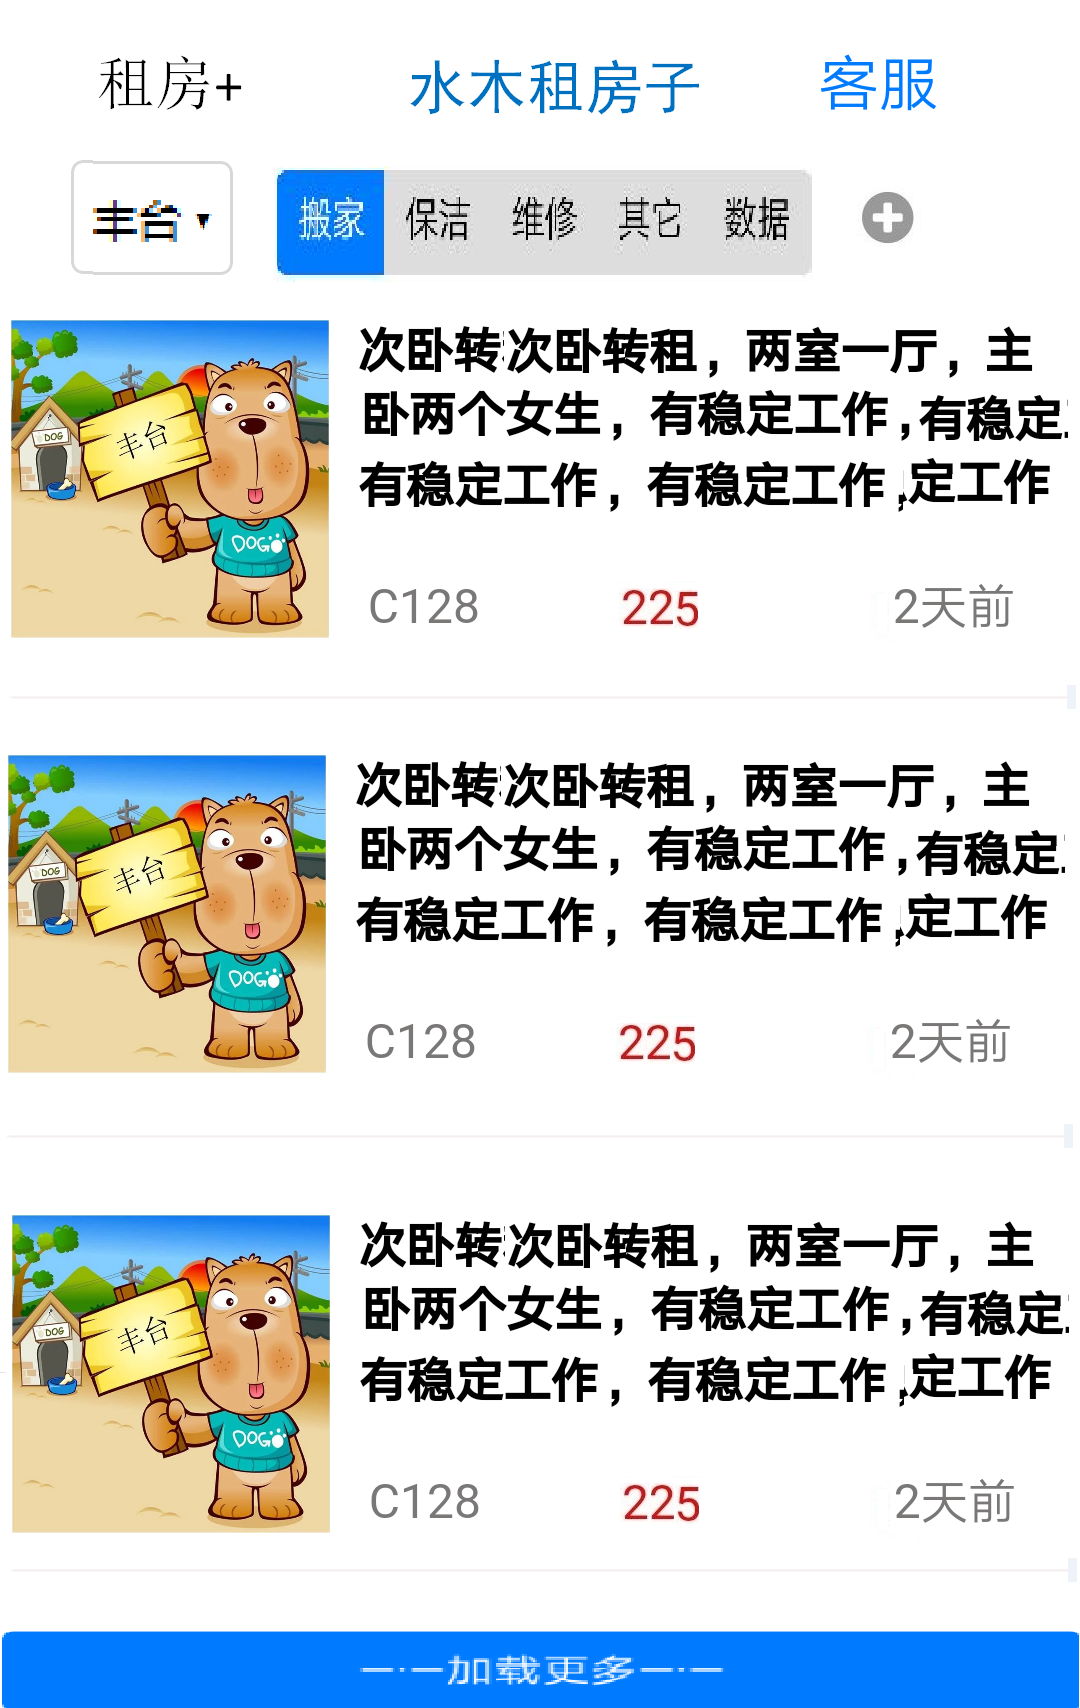 租房+ 水木租房子 客服
丰台 ▼ 搬家 保洁 维修 其它 数据
次卧转次卧转租，两室一厅，主
卧两个女生，有稳定工作，有稳定
有稳定工作，有稳定工作，定工作
DOG
丰台
DOG
C128 225 2天前
次卧转次卧转租，两室一厅，主
卧两个女生，有稳定工作，有稳定
有稳定工作，有稳定工作，定工作
DOG
丰台
DOG
C128 225 2天前
次卧转次卧转租，两室一厅，主
卧两个女生，有稳定工作，有稳定
有稳定工作，有稳定工作，定工作
DOG
丰台
DOG
C128 225 2天前
一·一加载更多一·一